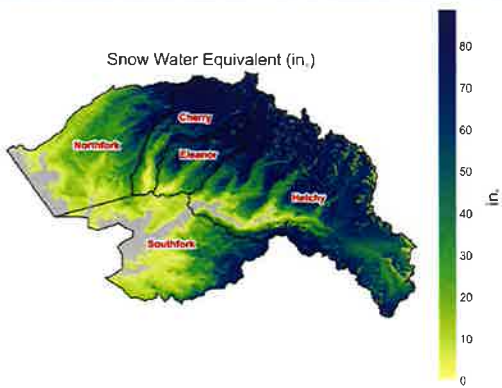 Snow Water Equivalent (in.)
Cherry
Northfork
Eleanor
Hetchy
Southfork
80
70
60
50
40
30
20
10
0
in.